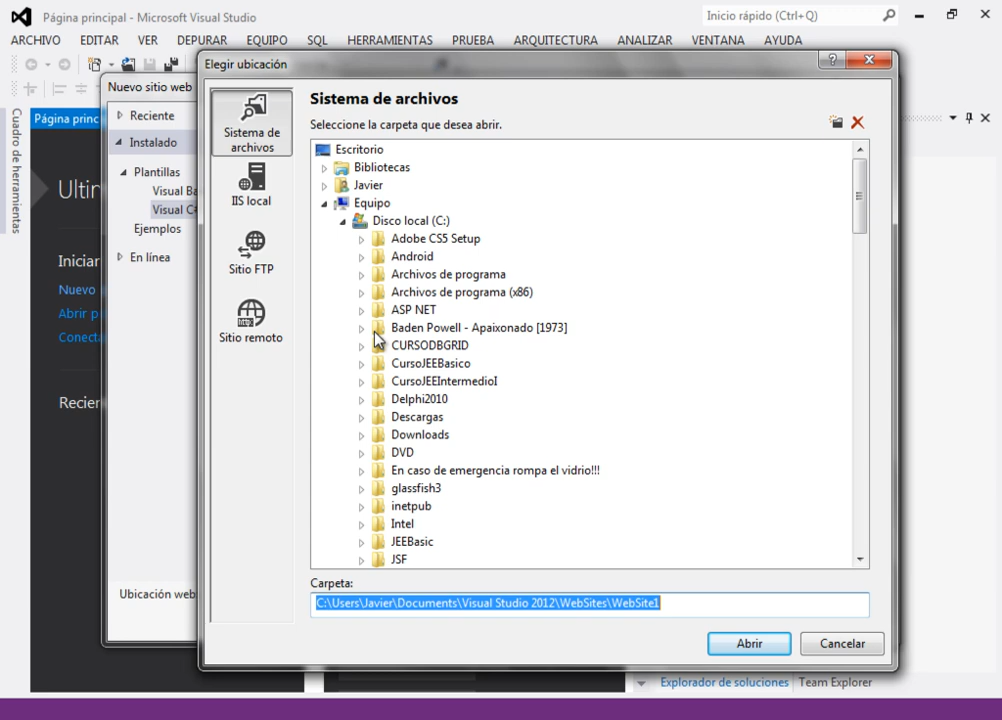 Página principal - Microsoft Visual Studio
Inicio rápido (Ctrl+Q)
ARCHIVO EDITAR VER DEPURAR EQUIPO SQL HERRAMIENTAS PRUEBA ARQUITECTURA ANALIZAR VENTANA AYUDA
Elegir ubicación
Nuevo sitio web
Cuadro de herramientas
Página princ
Reciente
Instalado
Plantillas
Visual Ba
Visual C#
Ejemplos
En línea
Ultin
Iniciar
Nuevo
Abrir p
Conecta
Recier
Ubicación web
Sistema de
archivos
IIS local
Sitio FTP
Sitio remoto
Sistema de archivos
Seleccione la carpeta que desea abrir.
Escritorio
Bibliotecas
Javier
Equipo
Disco local (C:)
Adobe CS5 Setup
Android
Archivos de programa
Archivos de programa (x86)
ASP NET
Baden Powell - Apaixonado [1973]
CURSODBGRID
CursoJEEBasico
CursoJEEIntermedioI
Delphi2010
Descargas
Downloads
DVD
En caso de emergencia rompa el vidrio!!!
glassfish3
inetpub
Intel
JEEBasic
JSF
Carpeta:
C:\Users\Javier\Documents\Visual Studio 2012\WebSites\WebSite1
Abrir Cancelar
Explorador de soluciones Team Explorer